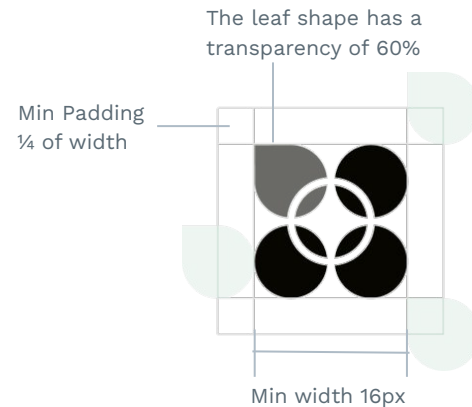 The leaf shape has a
transparency of 60%
Min Padding
¼ of width
Min width 16px